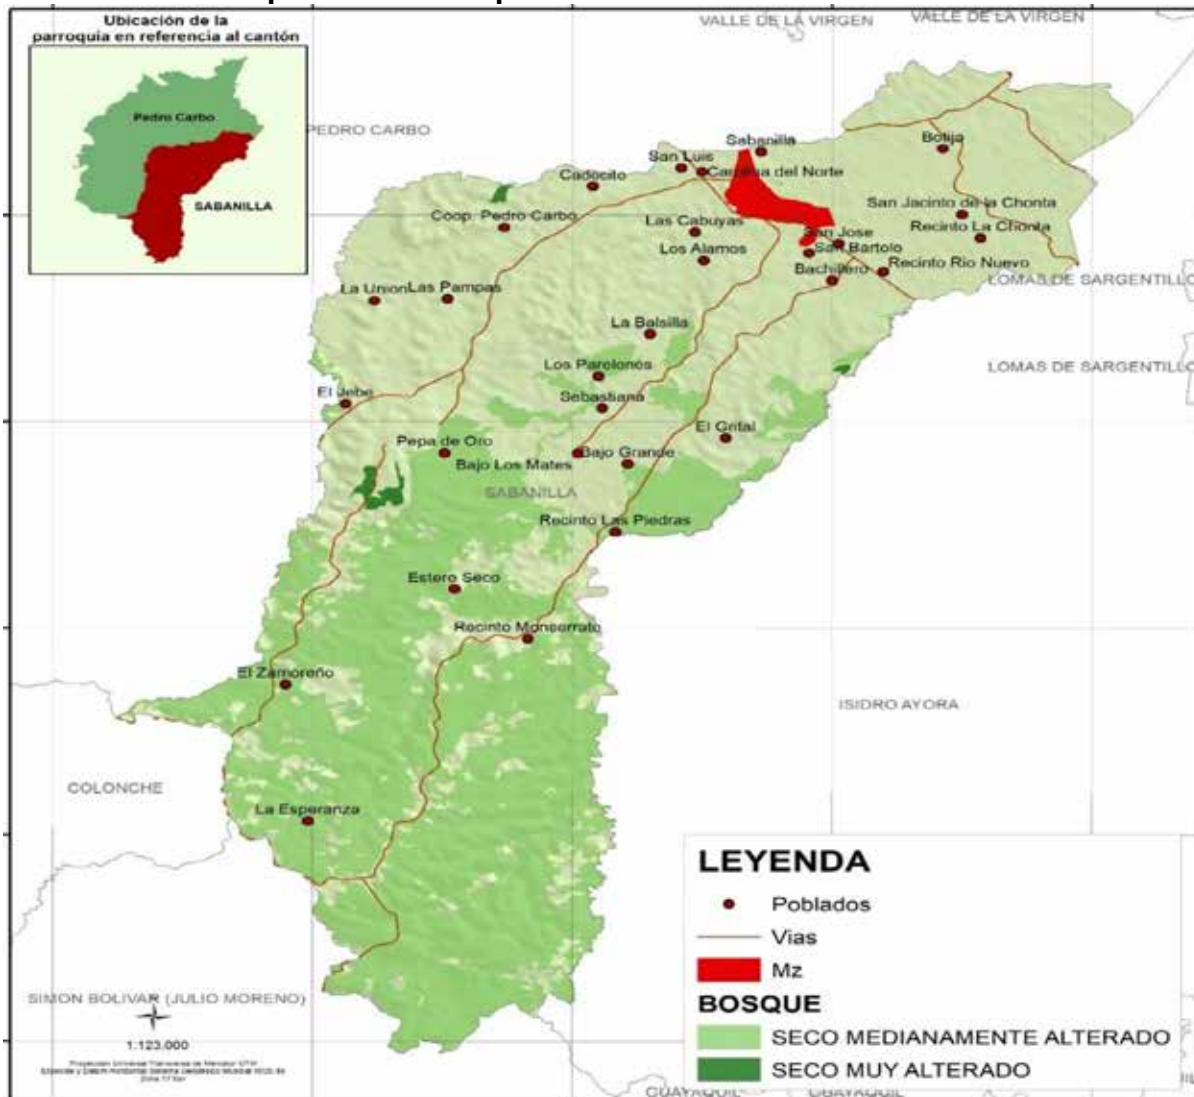 Ubicación de la
parroquia en referencia al cantón
Pedro Carbo
SABANILLA
VALLE DE LA VIRGEN
VALLE DE LA VIRGEN
PEDRO CARBO
Sabanilla
Botija
San Luis
Cadocito
del Norte
Coop. Pedro Carbo
Las Cabuyas
San Jacinto de la Chonta
Recinto La Chonta
San Jose
San Bartolo
Los Alamos
Bachillero
Recinto Rio Nuevo
LOMAS DE SARGENTILLO
La Union
Las Pampas
La Balsilla
Los Parolones
LOMAS DE SARGENTILLO
El Jebe
Sebastiana
El Grital
Pepa de Oro
Bajo Los Mates
Bajo Grande
SABANILLA
Recinto Las Piedras
Estero Seco
Recinto Monserrate
El Zamoreño
ISIDRO AYORA
COLONCHE
La Esperanza
LEYENDA
Poblados
Vias
Mz
BOSQUE
SECO MEDIANAMENTE ALTERADO
SECO MUY ALTERADO
SIMON BOLIVAR (JULIO MORENO)
1:123.000
GUAYAQUIL
GUAYAQUIL